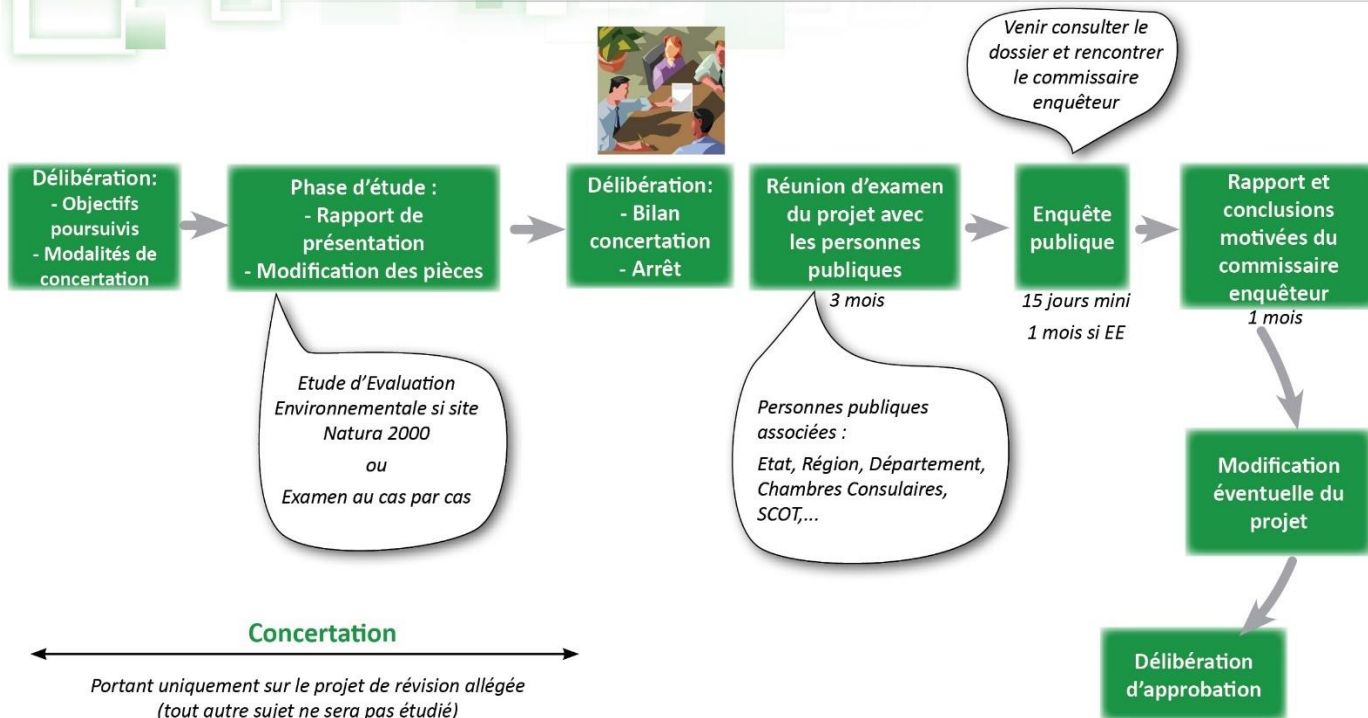 Venir consulter le
dossier et rencontrer
le commissaire
enquêteur
Délibération:
- Objectifs
poursuivis
- Modalités de
concertation
Phase d'étude :
- Rapport de
présentation
- Modification des pièces
Délibération:
- Bilan
concertation
- Arrêt
Réunion d'examen
du projet avec
les personnes
publiques
3 mois
Enquête
publique
15 jours mini
1 mois si EE
Rapport et
conclusions
motivées du
commissaire
enquêteur
1 mois
Etude d'Evaluation
Environnementale si site
Natura 2000
ou
Examen au cas par cas
Personnes publiques
associées :
Etat, Région, Département,
Chambres Consulaires,
SCOT,...
Modification
éventuelle du
projet
Délibération
d'approbation
Concertation
Portant uniquement sur le projet de révision allégée
(tout autre sujet ne sera pas étudié)